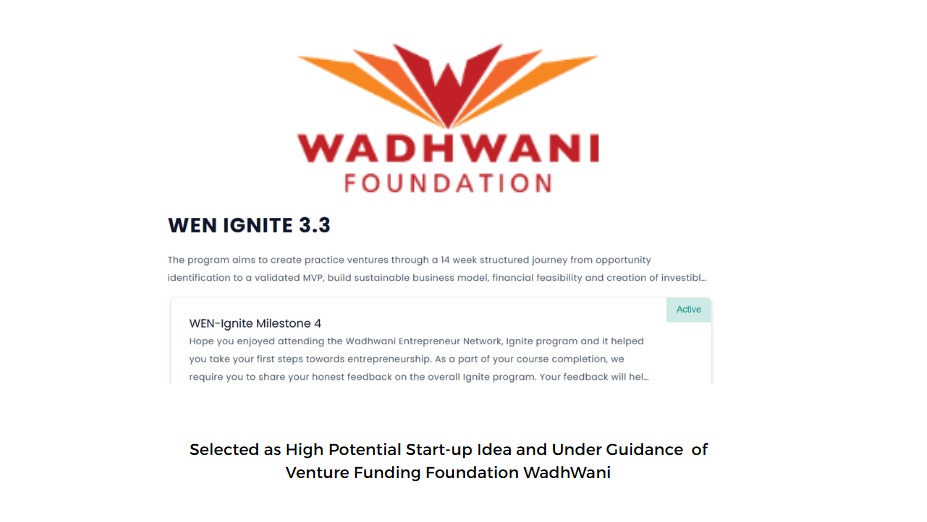 WADHWANI
FOUNDATION
WEN IGNITE 3.3
The program aims to create practice ventures through a 14 week structured journey from opportunity
identification to a validated MVP, build sustainable business model, financial feasibility and creation of investibl...
Active
WEN-Ignite Milestone 4
Hope you enjoyed attending the Wadhwani Entrepreneur Network, Ignite program and it helped
you take your first steps towards entrepreneurship. As a part of your course completion, we
require you to share your honest feedback on the overall Ignite program. Your feedback will hel...
Selected as High Potential Start-up Idea and Under Guidance of
Venture Funding Foundation WadhWani